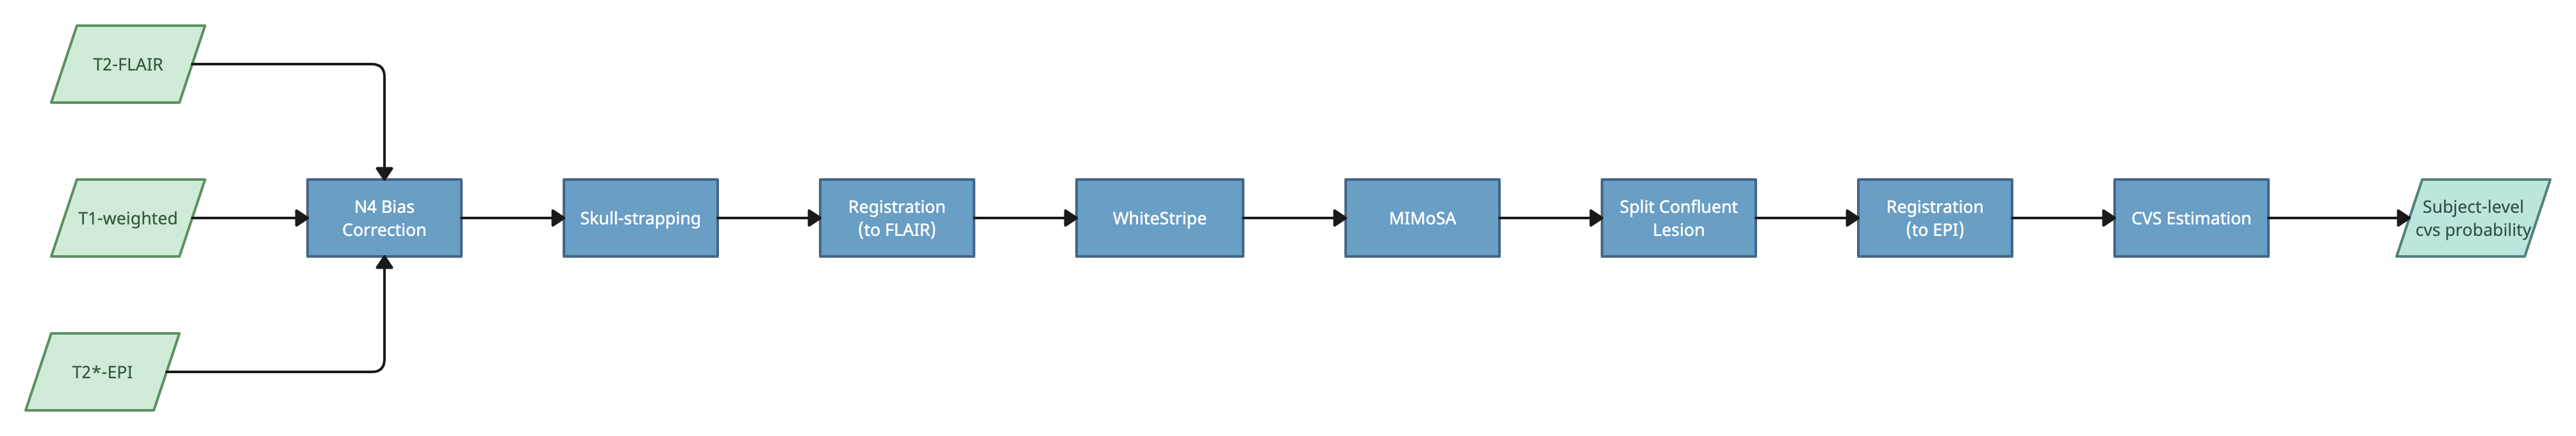 T2-FLAIR
T1-weighted
T2*-EPI
N4 Bias
Correction
Skull-strapping
Registration
(to FLAIR)
WhiteStripe
MIMoSA
Split Confluent
Lesion
Registration
(to EPI)
CVS Estimation
Subject-level
cvs probability